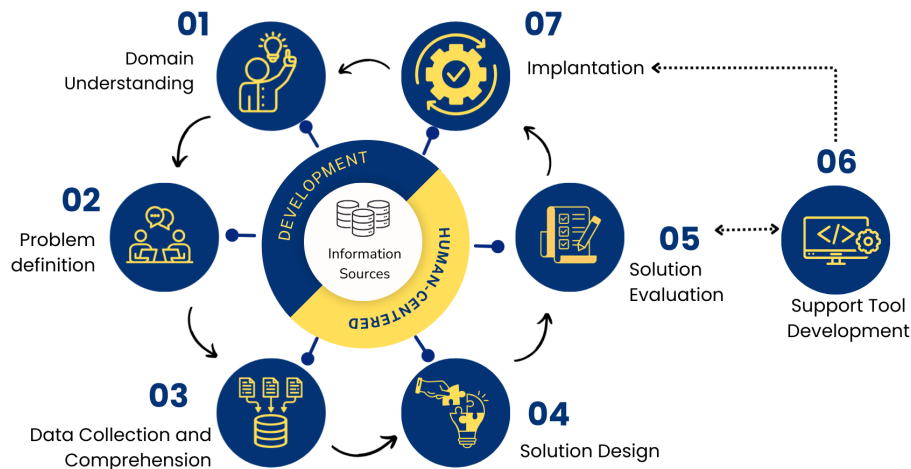 01
Domain
Understanding
07
Implantation
02
Problem
definition
DEVELOPMENT
HUMAN-CENTERED
Information
Sources
06
</>
Support Tool
Development
05
Solution
Evaluation
03
Data Collection and
Comprehension
04
Solution Design